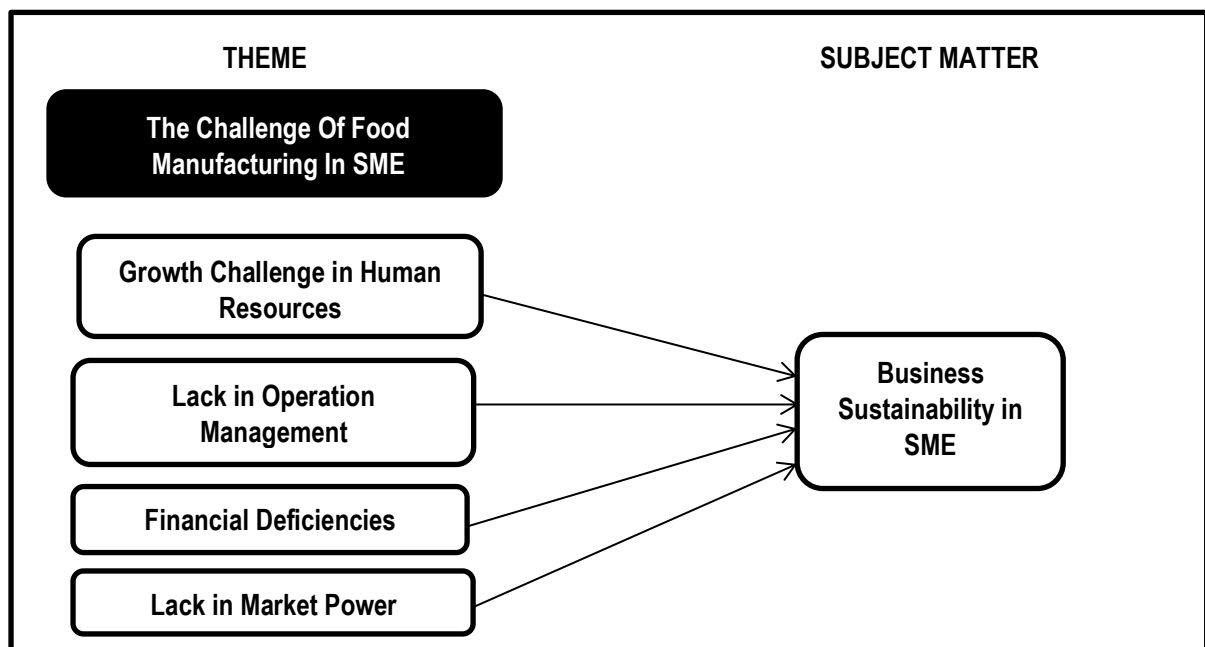 THEME
SUBJECT MATTER
The Challenge Of Food
Manufacturing In SME
Growth Challenge in Human
Resources
Lack in Operation
Management
Financial Deficiencies
Lack in Market Power
Business
Sustainability in
SME